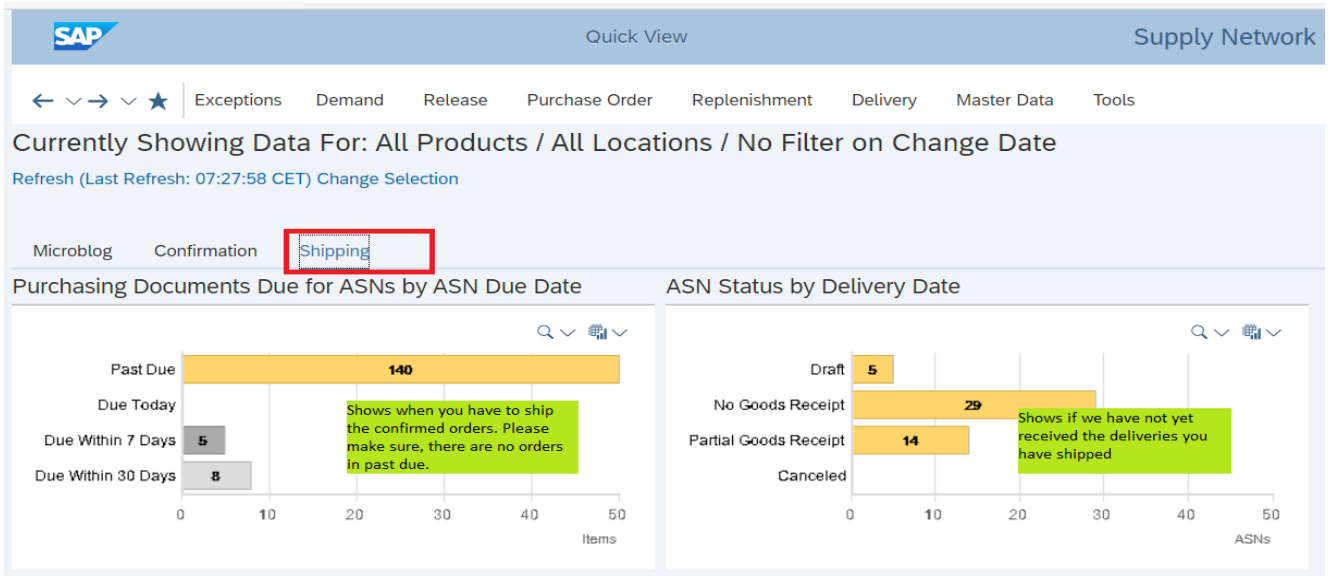 SAP
Quick View
Supply Network
Exceptions Demand Release Purchase Order Replenishment Delivery Master Data Tools
Currently Showing Data For: All Products / All Locations / No Filter on Change Date
Refresh (Last Refresh: 07:27:58 CET) Change Selection
Microblog Confirmation Shipping
Purchasing Documents Due for ASNs by ASN Due Date
Past Due 140
Due Today
Due Within 7 Days 5
Due Within 30 Days 8
Shows when you have to ship
the confirmed orders. Please
make sure, there are no orders
in past due.
0 10 20 30 40 50
Items
ASN Status by Delivery Date
Draft 5
No Goods Receipt 29
Partial Goods Receipt 14
Canceled
Shows if we have not yet
received the deliveries you
have shipped
0 10 20 30 40 50
ASNs